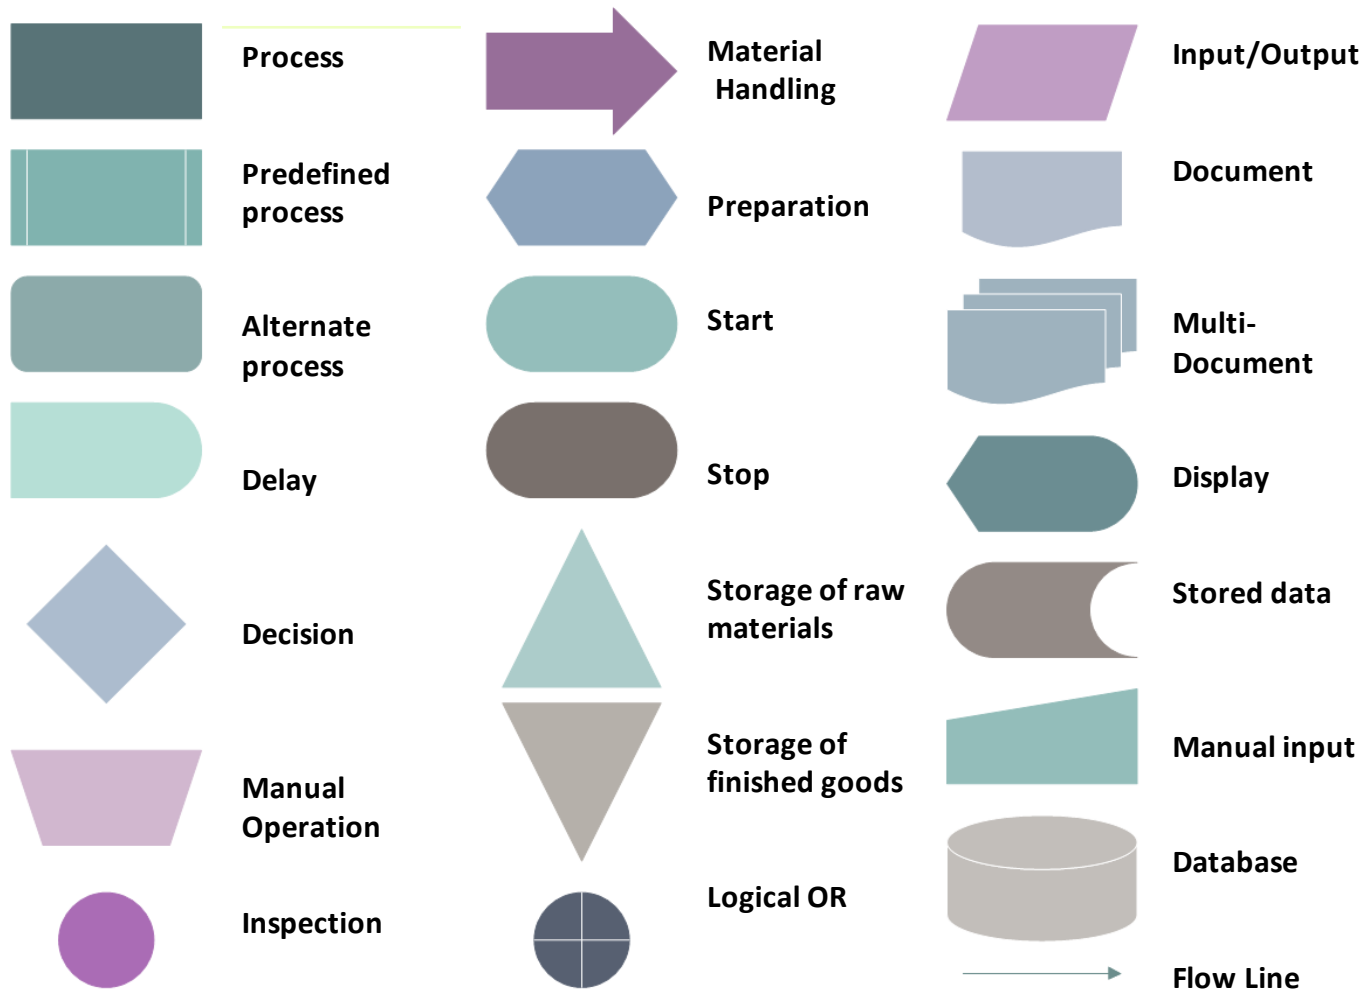 Process
Predefined
process
Alternate
process
Delay
Decision
Manual
Operation
Inspection
Material
Handling
Preparation
Start
Stop
Storage of raw
materials
Storage of
finished goods
Logical OR
Input/Output
Document
Multi-
Document
Display
Stored data
Manual input
Database
Flow Line